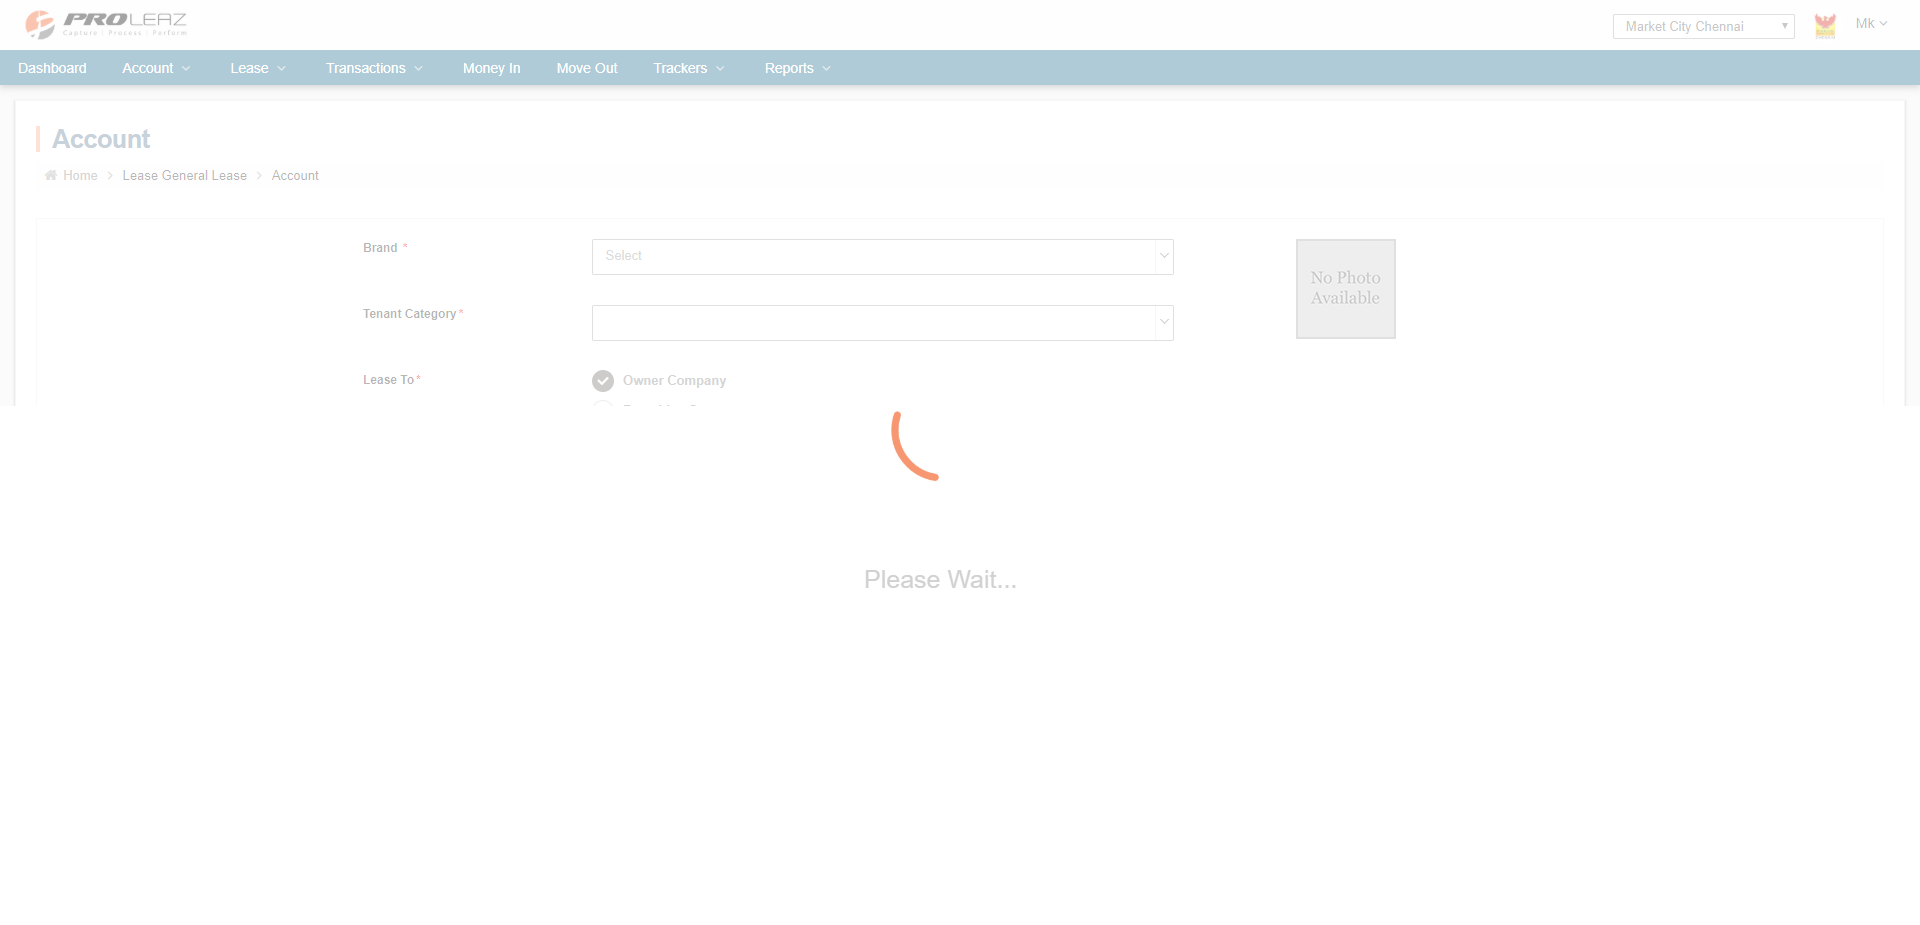 PROLEAZ
Capture | Process | Perform
Market City Chennai
Mk
Dashboard
Account
Lease
Transactions
Money In
Move Out
Trackers
Reports
Account
Home
Lease General Lease
Account
Brand *
Select
No Photo
Available
Tenant Category *
Lease To *
Owner Company
Please Wait...